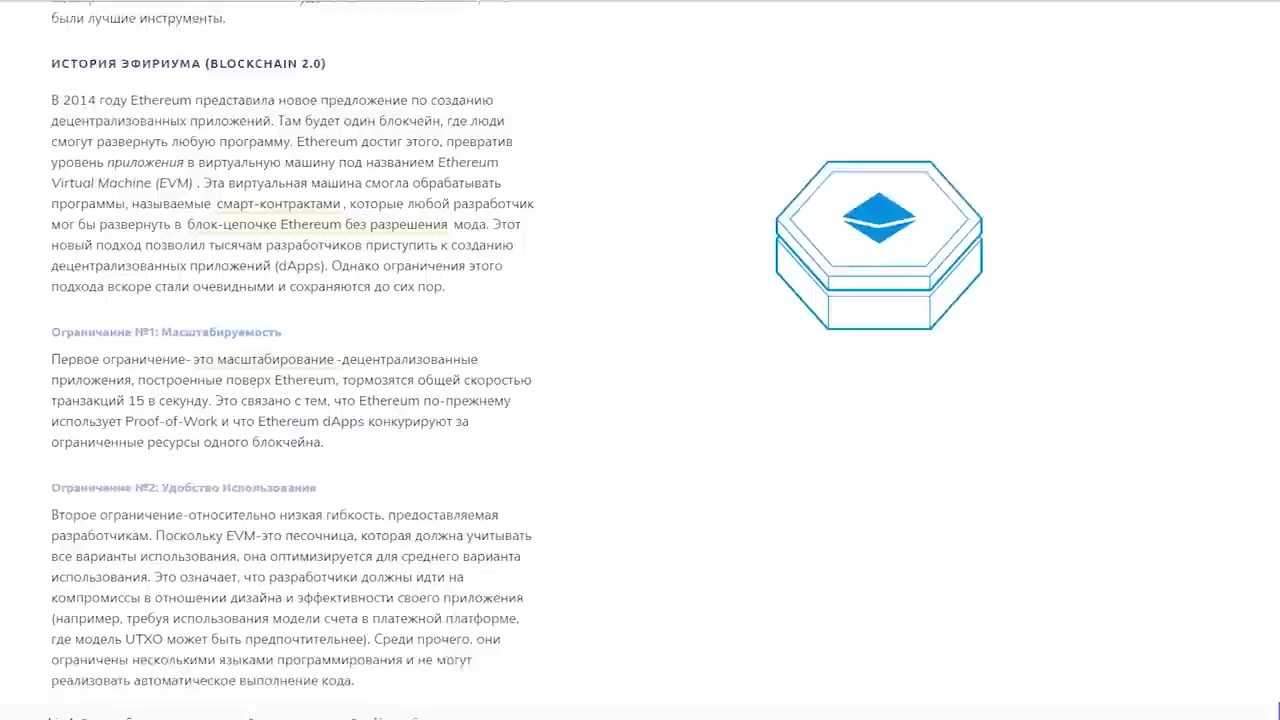 были лучшие инструменты.
ИСТОРИЯ ЭФИРИУМА (BLOCKCHAIN 2.0)
В 2014 году Ethereum представила новое предложение по созданию
децентрализованных приложений. Там будет один блокчейн, где люди
смогут развернуть любую программу. Ethereum достиг этого, превратив
уровень приложения в виртуальную машину под названием Ethereum
Virtual Machine (EVM) . Эта виртуальная машина смогла обрабатывать
программы, называемые смарт-контрактами , которые любой разработчик
мог бы развернуть в блок-цепочке Ethereum без разрешения мода. Этот
новый подход позволил тысячам разработчиков приступить к созданию
децентрализованных приложений (dApps). Однако ограничения этого
подхода вскоре стали очевидными и сохраняются до сих пор.
Ограничение №1: Масштабируемость
Первое ограничение- это масштабирование -децентрализованные
приложения, построенные поверх Ethereum, тормозятся общей скоростью
транзакций 15 в секунду. Это связано с тем, что Ethereum по-прежнему
использует Proof-of-Work и что Ethereum dApps конкурируют за
ограниченные ресурсы одного блокчейна.
Ограничение №2: Удобство Использования
Второе ограничение-относительно низкая гибкость, предоставляемая
разработчикам. Поскольку EVM-это песочница, которая должна учитывать
все варианты использования, она оптимизируется для среднего варианта
использования. Это означает, что разработчики должны идти на
компромиссы в отношении дизайна и эффективности своего приложения
(например, требуя использования модели счета в платежной платформе,
где модель UTXO может быть предпочтительнее). Среди прочего, они
ограничены несколькими языками программирования и не могут
реализовать автоматическое выполнение кода.